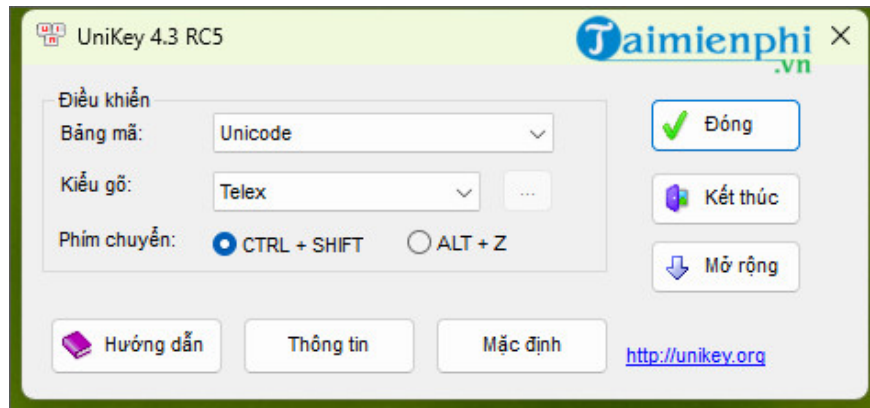 UniKey 4.3 RC5
Taimienphi
.vn
Điều khiển
Bảng mã:
Unicode
Đóng
Kiểu gõ:
Telex
...
Kết thúc
Phím chuyển:
CTRL + SHIFT
ALT + Z
Mở rộng
Hướng dẫn
Thông tin
Mặc định
http://unikey.org